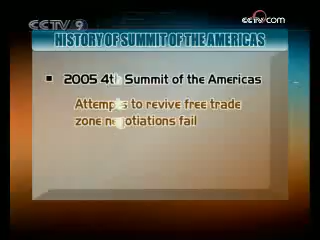 CCTV 9
CCTV.com
HISTORY OF SUMMIT OF THE AMERICAS
2005 4th Summit of the Americas
Attempts to revive free trade
zone negotiations fail